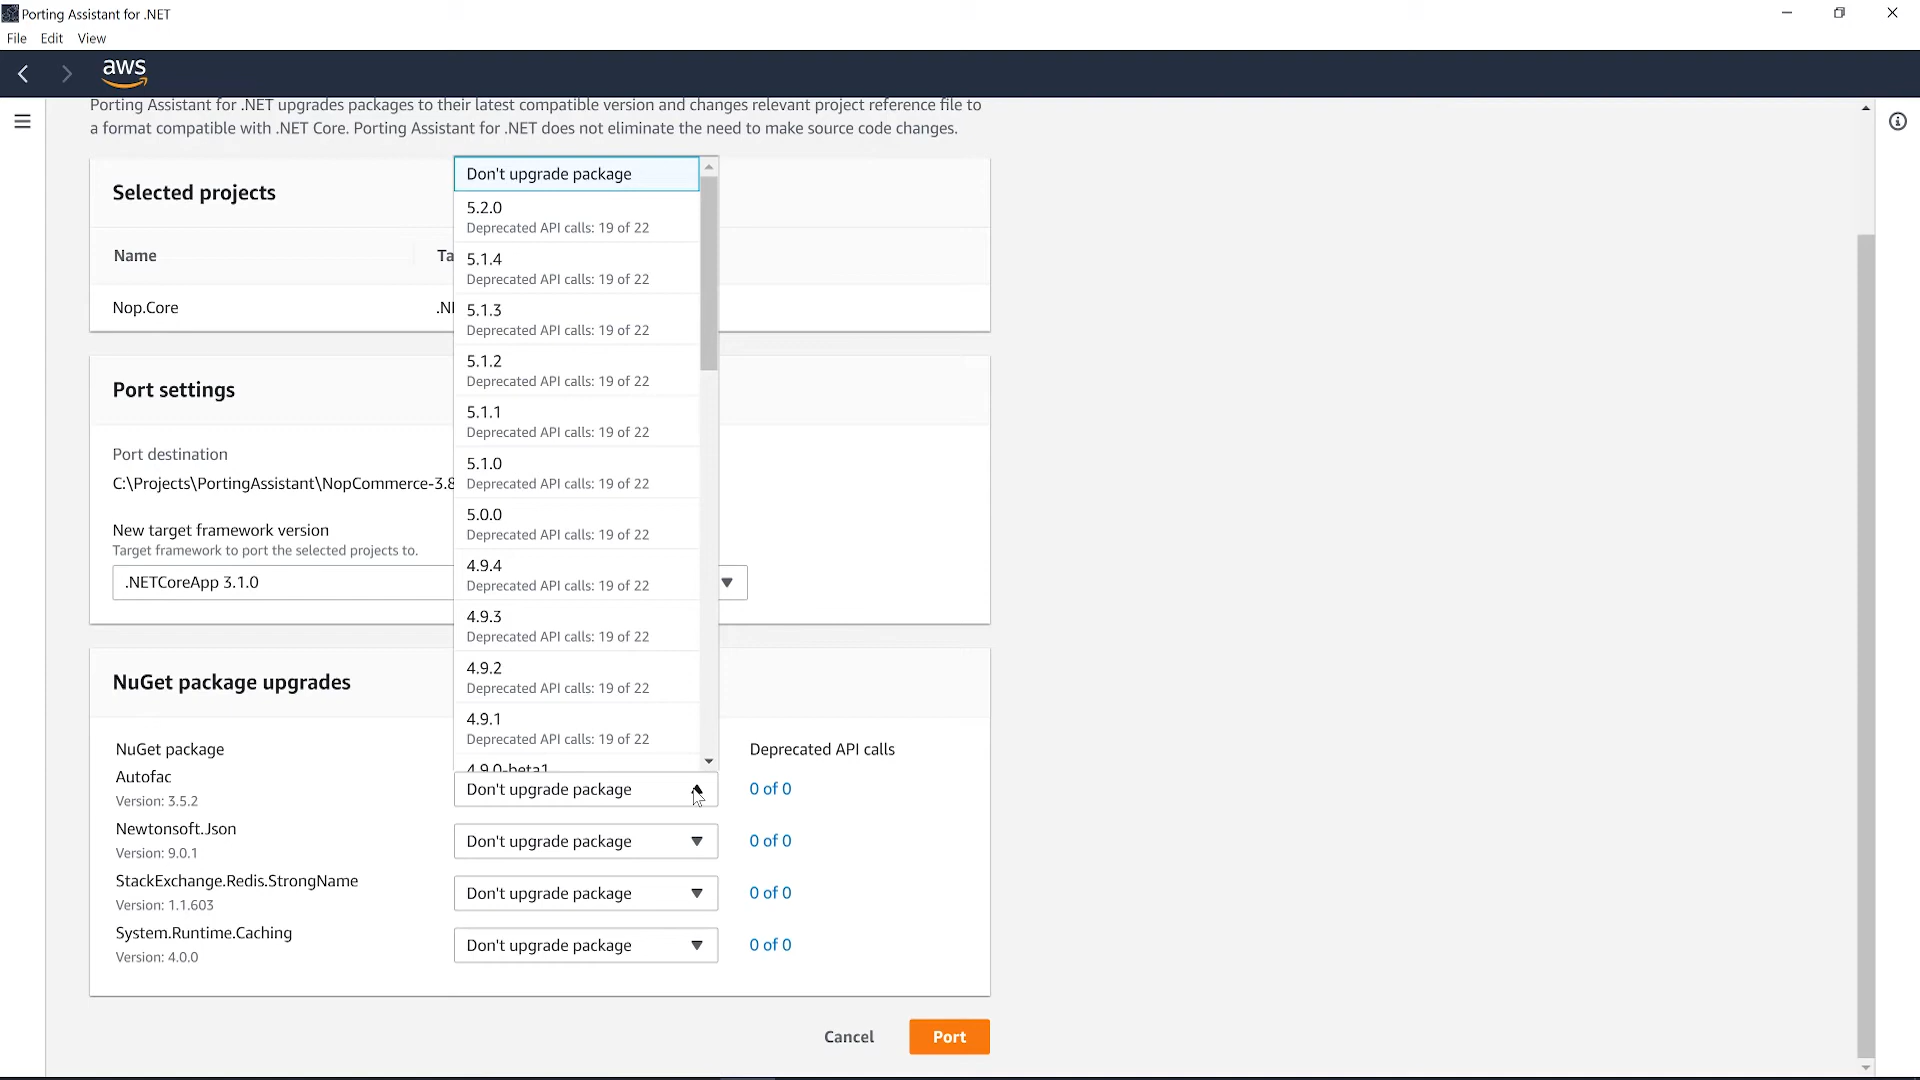 Porting Assistant for .NET
File Edit View
aws
Porting Assistant for .NET upgrades packages to their latest compatible version and changes relevant project reference file to
a format compatible with .NET Core. Porting Assistant for .NET does not eliminate the need to make source code changes.
Selected projects
Name
Ta
Nop.Core
.NE
Port settings
Port destination
C:\Projects\PortingAssistant\NopCommerce-3.8
New target framework version
Target framework to port the selected projects to.
.NETCoreApp 3.1.0
Don't upgrade package
5.2.0
Deprecated API calls: 19 of 22
5.1.4
Deprecated API calls: 19 of 22
5.1.3
Deprecated API calls: 19 of 22
5.1.2
Deprecated API calls: 19 of 22
5.1.1
Deprecated API calls: 19 of 22
5.1.0
Deprecated API calls: 19 of 22
5.0.0
Deprecated API calls: 19 of 22
4.9.4
Deprecated API calls: 19 of 22
4.9.3
Deprecated API calls: 19 of 22
4.9.2
Deprecated API calls: 19 of 22
4.9.1
Deprecated API calls: 19 of 22
4.9.0-beta1
NuGet package upgrades
NuGet package
Deprecated API calls
Autofac
Version: 3.5.2
Don't upgrade package
0 of 0
Newtonsoft.Json
Version: 9.0.1
Don't upgrade package
0 of 0
StackExchange.Redis.StrongName
Version: 1.1.603
Don't upgrade package
0 of 0
System.Runtime.Caching
Version: 4.0.0
Don't upgrade package
0 of 0
Cancel
Port